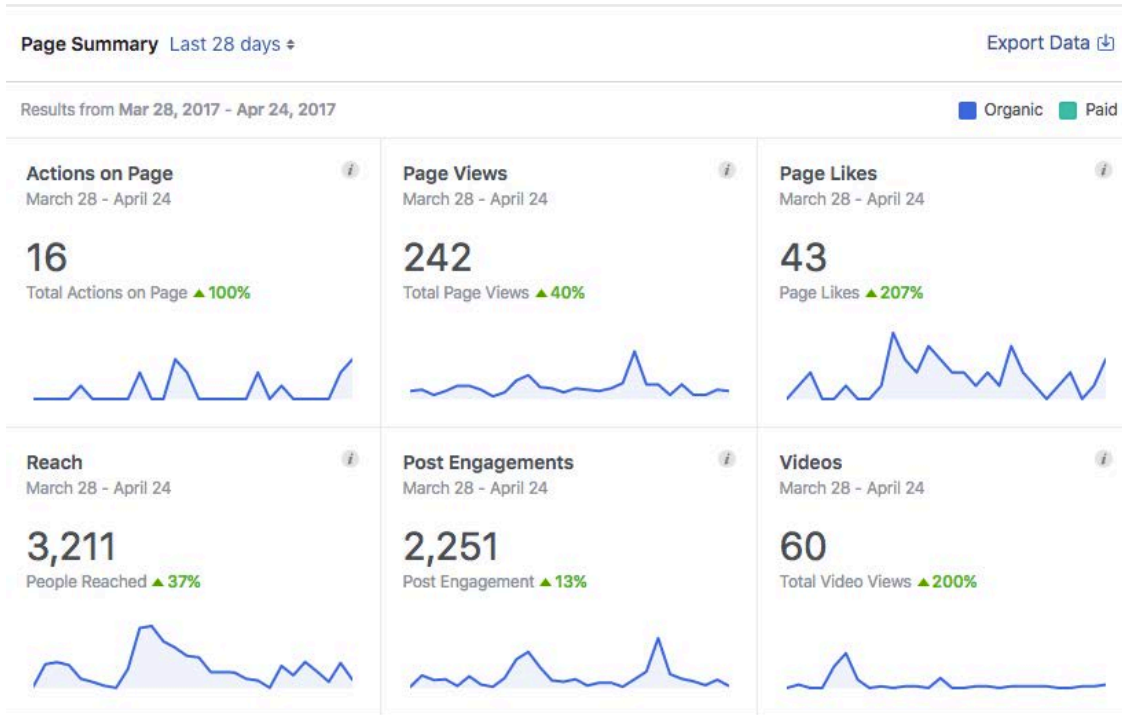 Page Summary Last 28 days
Export Data
Results from Mar 28, 2017 - Apr 24, 2017
Organic Paid
Actions on Page
March 28 - April 24
16
Total Actions on Page ▲ 100%
Page Views
March 28 - April 24
242
Total Page Views ▲ 40%
Page Likes
March 28 - April 24
43
Page Likes ▲ 207%
Reach
March 28 - April 24
3,211
People Reached ▲ 37%
Post Engagements
March 28 - April 24
2,251
Post Engagement ▲ 13%
Videos
March 28 - April 24
60
Total Video Views ▲ 200%